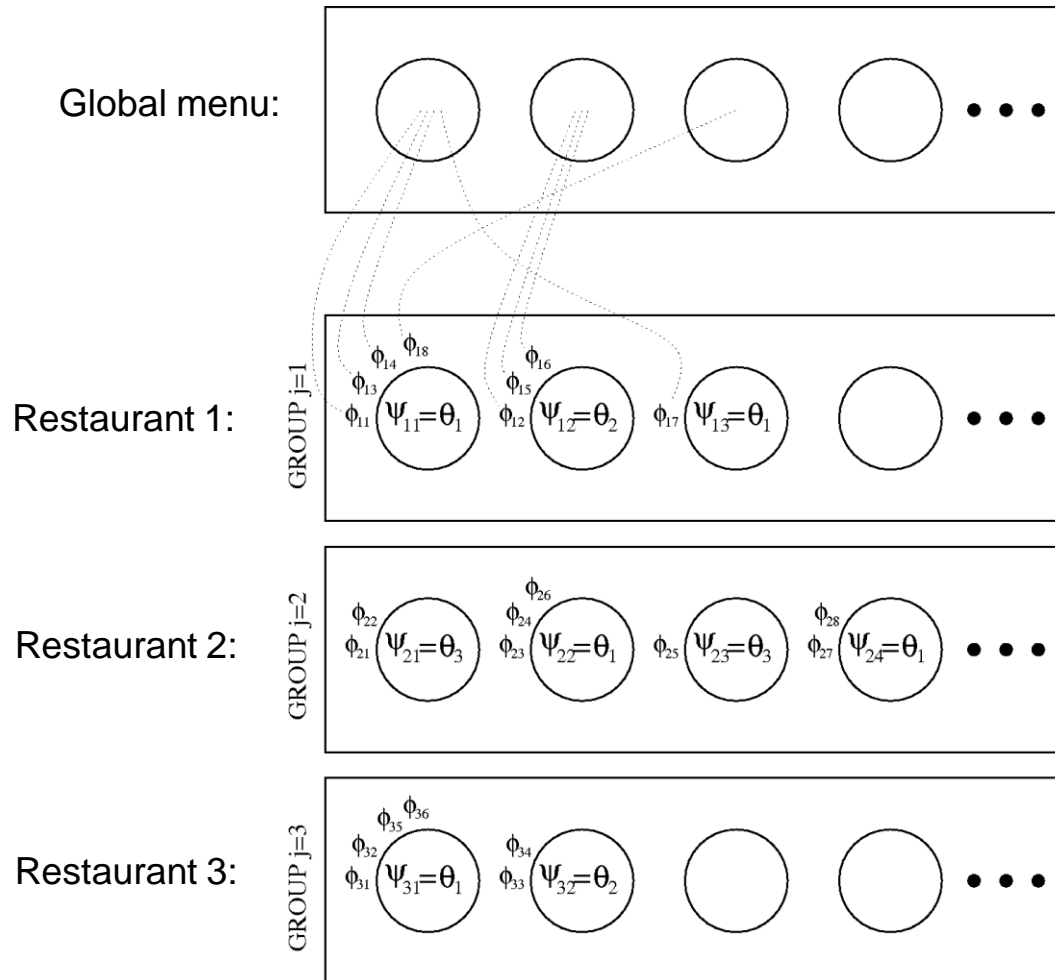 Global menu:
Restaurant 1:
GROUP j=1
ϕ18
ϕ14
ϕ13
ϕ11 ψ11=θ1
ϕ16
ϕ15
ϕ12 ψ12=θ2
ϕ17 ψ13=θ1
Restaurant 2:
GROUP j=2
ϕ22
ϕ21 ψ21=θ3
ϕ26
ϕ24
ϕ23 ψ22=θ1
ϕ25 ψ23=θ3
ϕ28
ϕ27 ψ24=θ1
Restaurant 3:
GROUP j=3
ϕ36
ϕ35
ϕ32
ϕ31 ψ31=θ1
ϕ34
ϕ33 ψ32=θ2